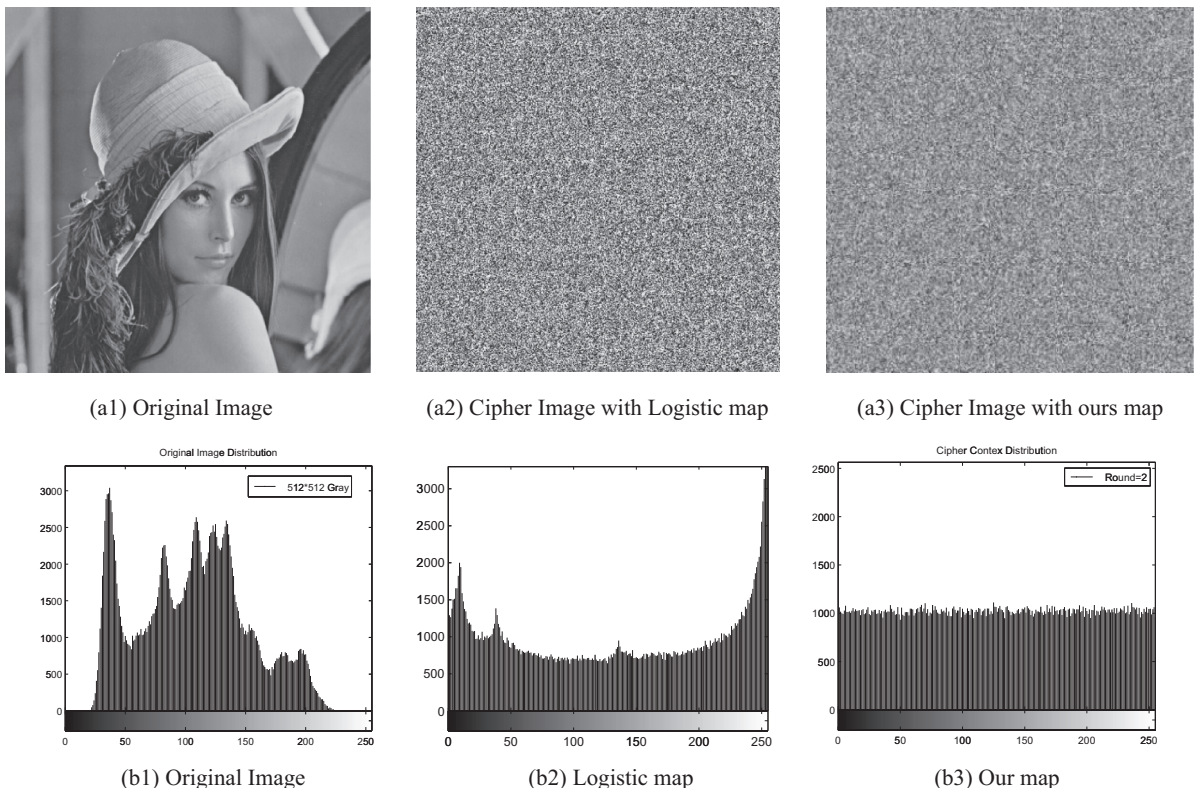 (a1) Original Image
(a2) Cipher Image with Logistic map
(a3) Cipher Image with ours map
Original Image Distribution
512*512 Gray
3000
2500
2000
1500
1000
500
0
0 50 100 150 200 250
(b1) Original Image
3000
2500
2000
1500
1000
500
0
0 50 100 150 200 250
(b2) Logistic map
Cipher Contex Distribution
Round=2
2500
2000
1500
1000
500
0
0 50 100 150 200 250
(b3) Our map